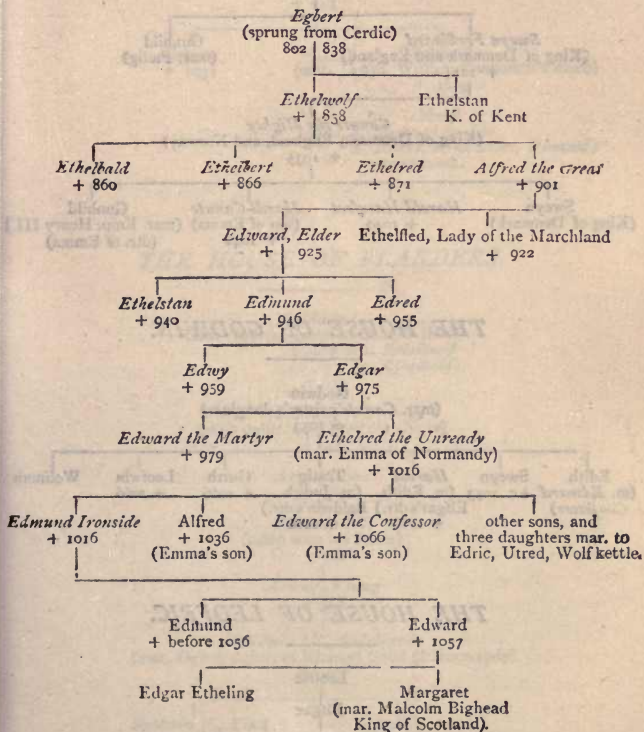 Egbert
(sprung from Cerdic)
802 838
Ethelwolf Ethelstan
+ 858 K. of Kent
Ethelbald Ethelbert Ethelred Alfred the Great
+ 860 + 866 + 871 + 901
Edward, Elder Ethelfled, Lady of the Marchland
+ 925 + 922
Ethelstan Edmund Edred
+ 940 + 946 + 955
Edwy Edgar
+ 959 + 975
Edward the Martyr Ethelred the Unready
+ 979 (mar. Emma of Normandy)
+ 1016
Edmund Ironside Alfred Edward the Confessor other sons, and
+ 1016 + 1036 + 1066 three daughters mar. to
(Emma's son) (Emma's son) Edric, Utred, Wolfkettle.
Edmund Edward
+ before 1056 + 1057
Edgar Etheling Margaret
(mar. Malcolm Bighead
King of Scotland).